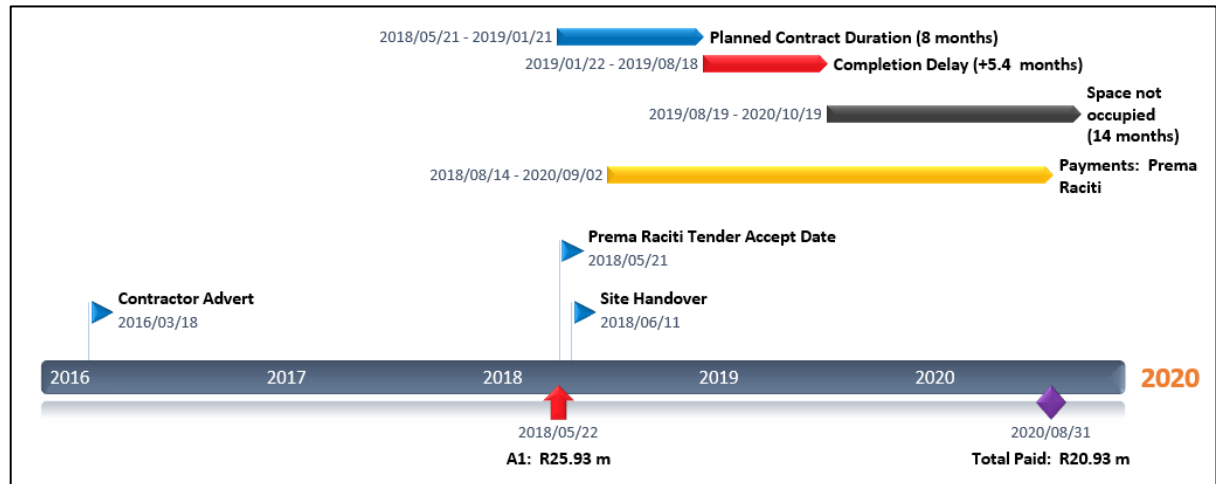 2018/05/21 - 2019/01/21 Planned Contract Duration (8 months)
2019/01/22 - 2019/08/18 Completion Delay (+5.4 months)
Space not
2019/08/19 - 2020/10/19 occupied
(14 months)
2018/08/14 - 2020/09/02 Payments: Prema
Raciti
Prema Raciti Tender Accept Date
2018/05/21
Contractor Advert
2016/03/18
Site Handover
2018/06/11
2016 2017 2018 2019 2020 2020
2018/05/22
A1: R25.93 m
2020/08/31
Total Paid: R20.93 m